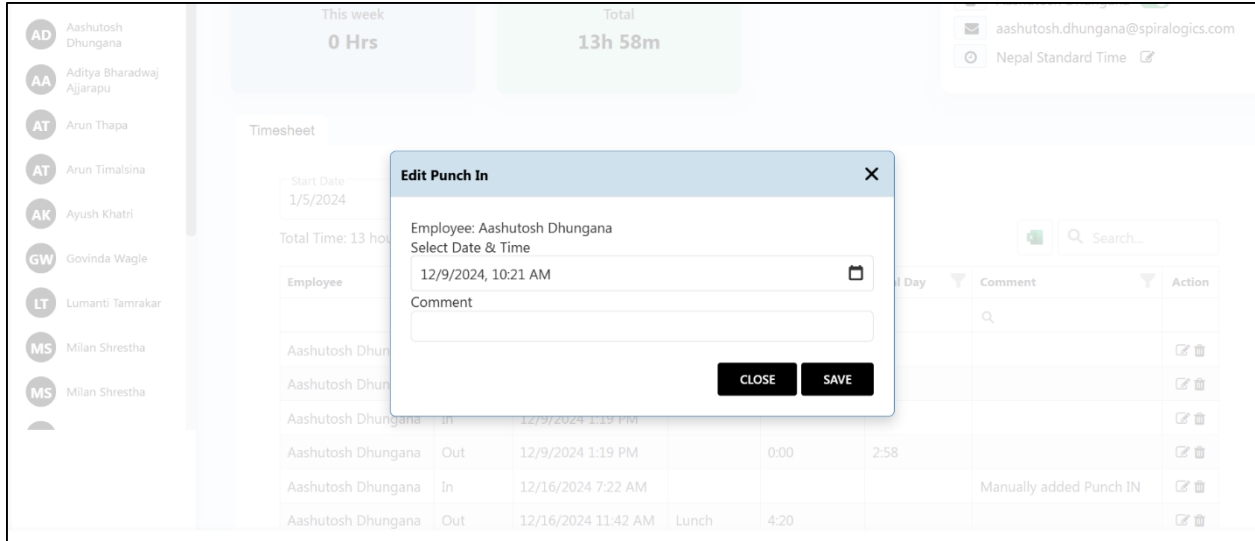 This week
0 Hrs
Total
13h 58m
aashutosh.dhungana@spiralogics.com
Nepal Standard Time
AD
Aashutosh
Dhungana
AA
Aditya Bharadwaj
Ajjarapu
AT
Arun Thapa
AT
Arun Timalsina
AK
Ayush Khatri
GW
Govinda Wagle
LT
Lumanti Tamrakar
MS
Milan Shrestha
MS
Milan Shrestha
Timesheet
Start Date
1/5/2024
Total Time: 13
Search...
Edit Punch In
Employee: Aashutosh Dhungana
Select Date & Time
12/9/2024, 10:21 AM
Comment
CLOSE
SAVE
Employee
Day
Comment
Action
Aashutosh
Aashutosh
Aashutosh Dhungana In 12/9/2024 1:19 PM
Aashutosh Dhungana Out 12/9/2024 1:19 PM 0:00 2:58
Aashutosh Dhungana In 12/16/2024 7:22 AM Manually added Punch IN
Aashutosh Dhungana Out 12/16/2024 11:42 AM Lunch 4:20